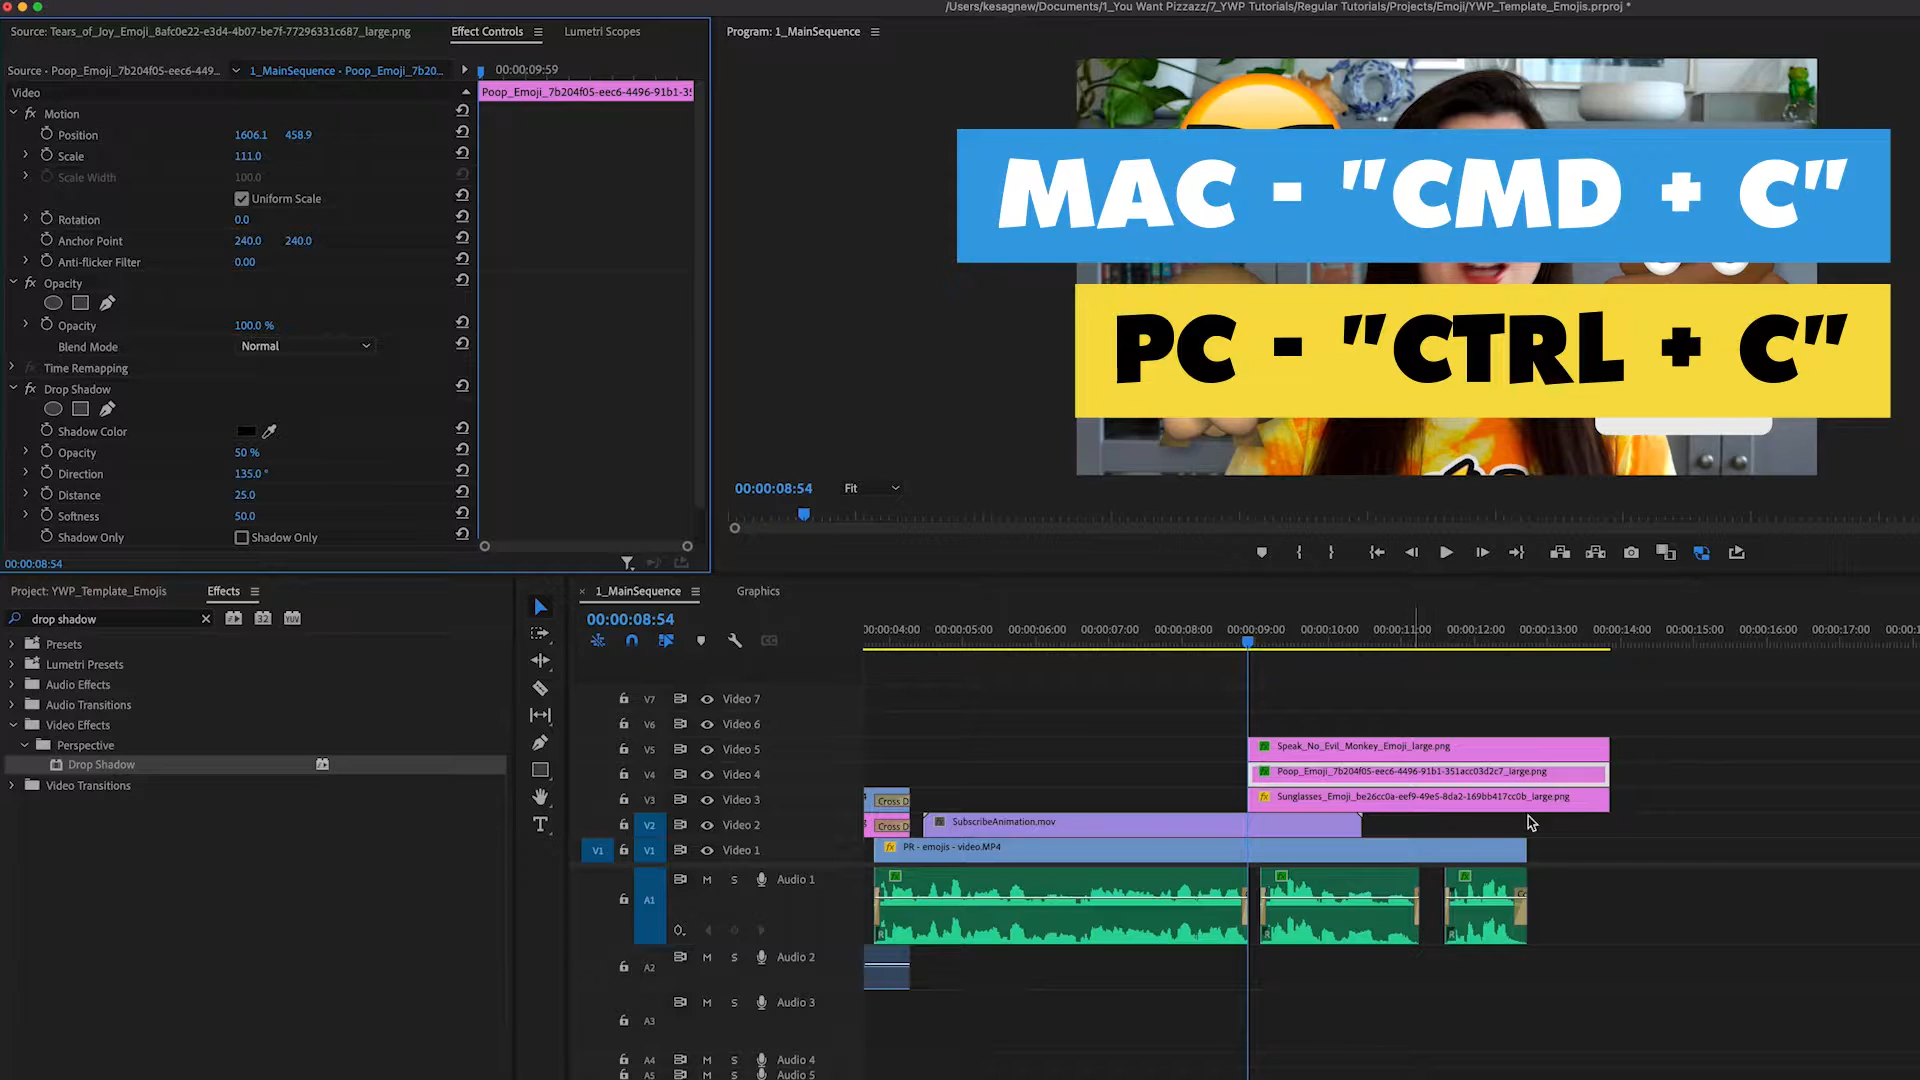 /Users/kesagnew/Documents/1_You Want Pizzazz/7_YWP Tutorials/Regular Tutorials/Projects/Emoji/YWP_Template_Emojis.prproj *
Source: Tears_of_Joy_Emoji_8afc0e22-e3d4-4b07-be7f-77296331c687_large.png
Effect Controls
Lumetri Scopes
Program: 1_MainSequence
Source · Poop_Emoji_7b204f05-eec6-449...
1_MainSequence · Poop_Emoji_7b20...
00:00:09:59
Video
Poop_Emoji_7b204f05-eec6-4496-91b1-35
fx Motion
Position 1606.1 458.9
Scale 111.0
Scale Width 100.0
Uniform Scale
Rotation 0.0
Anchor Point 240.0 240.0
Anti-flicker Filter 0.00
fx Opacity
Opacity 100.0 %
Blend Mode Normal
Time Remapping
fx Drop Shadow
Shadow Color
Opacity 50 %
Direction 135.0 °
Distance 25.0
Softness 50.0
Shadow Only Shadow Only
00:00:08:54
MAC - "CMD + C"
PC - "CTRL + C"
00:00:08:54
Fit
Project: YWP_Template_Emojis
Effects
drop shadow
32
YUV
Presets
Lumetri Presets
Audio Effects
Audio Transitions
Video Effects
Perspective
Drop Shadow
Video Transitions
1_MainSequence
Graphics
00:00:08:54
00:00:04:00 00:00:05:00 00:00:06:00 00:00:07:00 00:00:08:00 00:00:09:00 00:00:10:00 00:00:11:00 00:00:12:00 00:00:13:00 00:00:14:00 00:00:15:00 00:00:16:00 00:00:17:00 00:00:1
V7 Video 7
V6 Video 6
V5 Video 5
fx Speak_No_Evil_Monkey_Emoji_large.png
V4 Video 4
fx Poop_Emoji_7b204f05-eec6-4496-91b1-351acc03d2c7_large.png
V3 Video 3
Cross D
fx Sunglasses_Emoji_be26cc0a-eef9-49e5-8da2-169bb417cc0b_large.png
V2 Video 2
Cross D
SubscribeAnimation.mov
V1 V1 Video 1
fx PR - emojis - video.MP4
A1 M S Audio 1
R R R
A2 M S Audio 2
A3 M S Audio 3
A4 M S Audio 4
A5 M S Audio 5